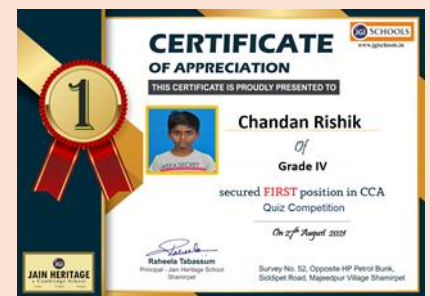 JGI SCHOOLS
www.jgischools.in
CERTIFICATE
OF APPRECIATION
THIS CERTIFICATE IS PROUDLY PRESENTED TO
1
Chandan Rishik
Of
Grade IV
secured FIRST position in CCA
Quiz Competition
On 27th August 2021
Raheela Tabassum
Principal - Jain Heritage School
Shamirpet
Survey No. 52, Opposite HP Petrol Bunk,
Siddipet Road, Majeedpur Village Shamirpet
JGI
JAIN HERITAGE
a Cambridge School